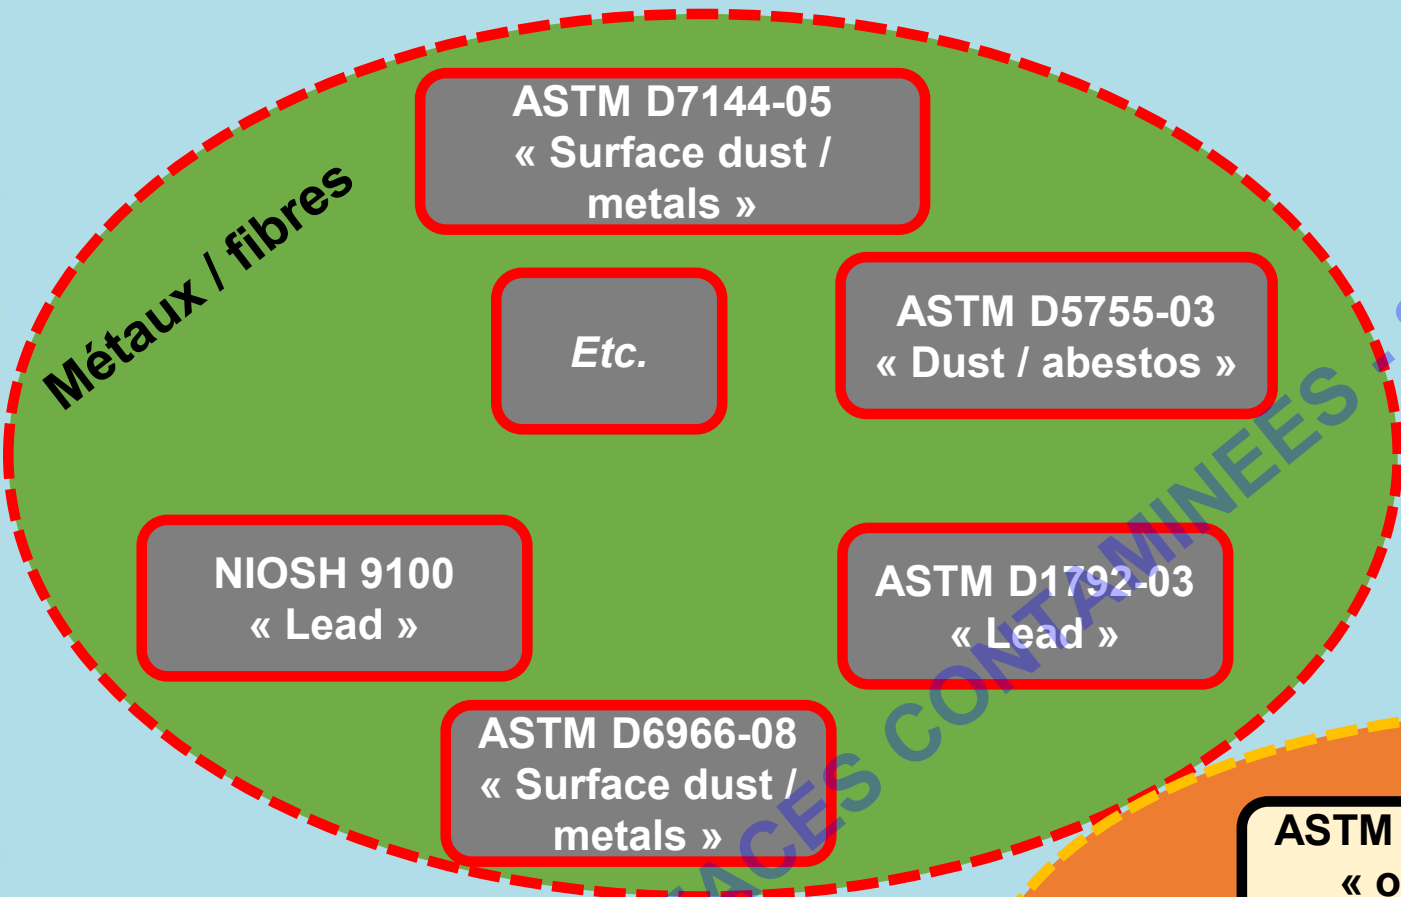 ASTM D7144-05
« Surface dust /
metals »
Métaux / fibres
Etc.
ASTM D5755-03
« Dust / abestos »
NIOSH 9100
« Lead »
ASTM D1792-03
« Lead »
ASTM D6966-08
« Surface dust /
metals »
ACES CONTAMINEES -
ASTM
« o